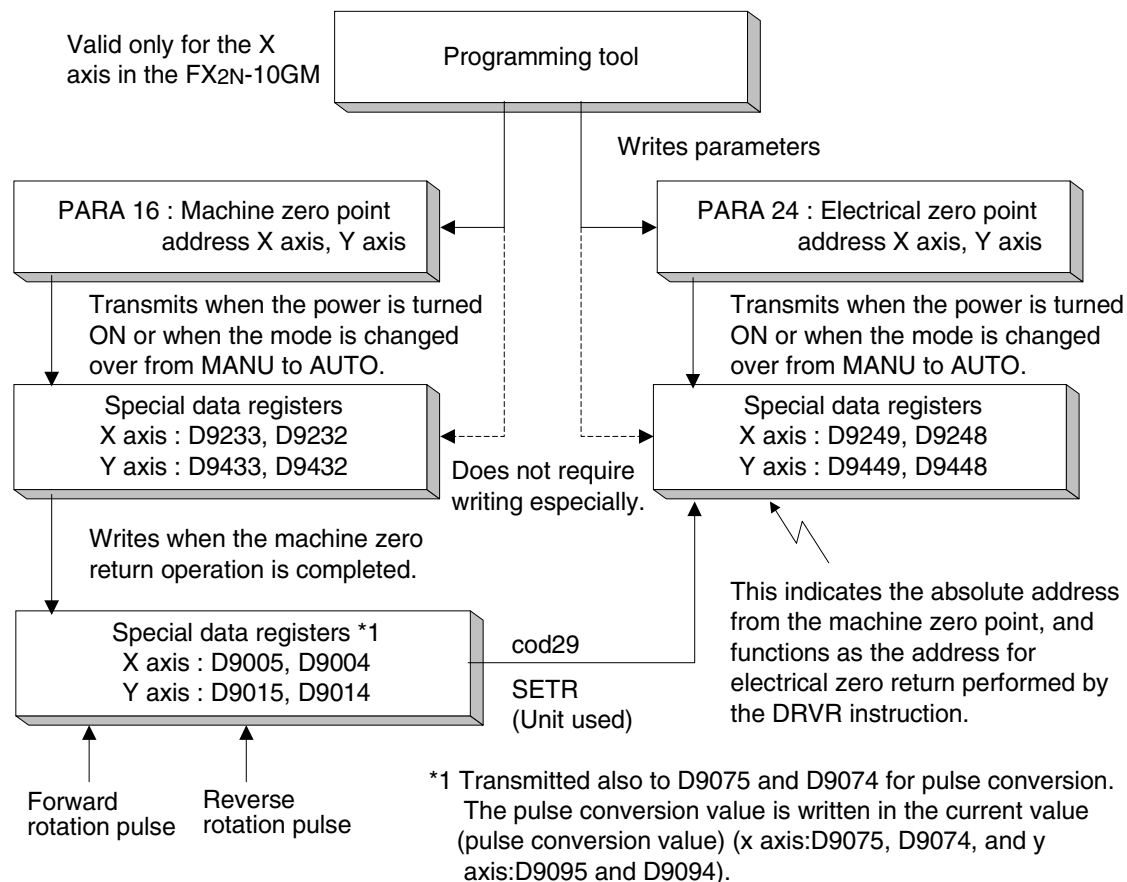 Valid only for the X
axis in the FX2N-10GM
Programming tool
Writes parameters
PARA 16 : Machine zero point
address X axis, Y axis
PARA 24 : Electrical zero point
address X axis, Y axis
Transmits when the power is turned
ON or when the mode is changed
over from MANU to AUTO.
Transmits when the power is turned
ON or when the mode is changed
over from MANU to AUTO.
Special data registers
X axis : D9233, D9232
Y axis : D9433, D9432
Does not require
writing especially.
Special data registers
X axis : D9249, D9248
Y axis : D9449, D9448
Writes when the machine zero
return operation is completed.
Special data registers *1
X axis : D9005, D9004
Y axis : D9015, D9014
cod29
SETR
(Unit used)
This indicates the absolute address
from the machine zero point, and
functions as the address for
electrical zero return performed by
the DRVR instruction.
Forward
rotation pulse
Reverse
rotation pulse
*1 Transmitted also to D9075 and D9074 for pulse conversion.
The pulse conversion value is written in the current value
(pulse conversion value) (x axis:D9075, D9074, and y
axis:D9095 and D9094).